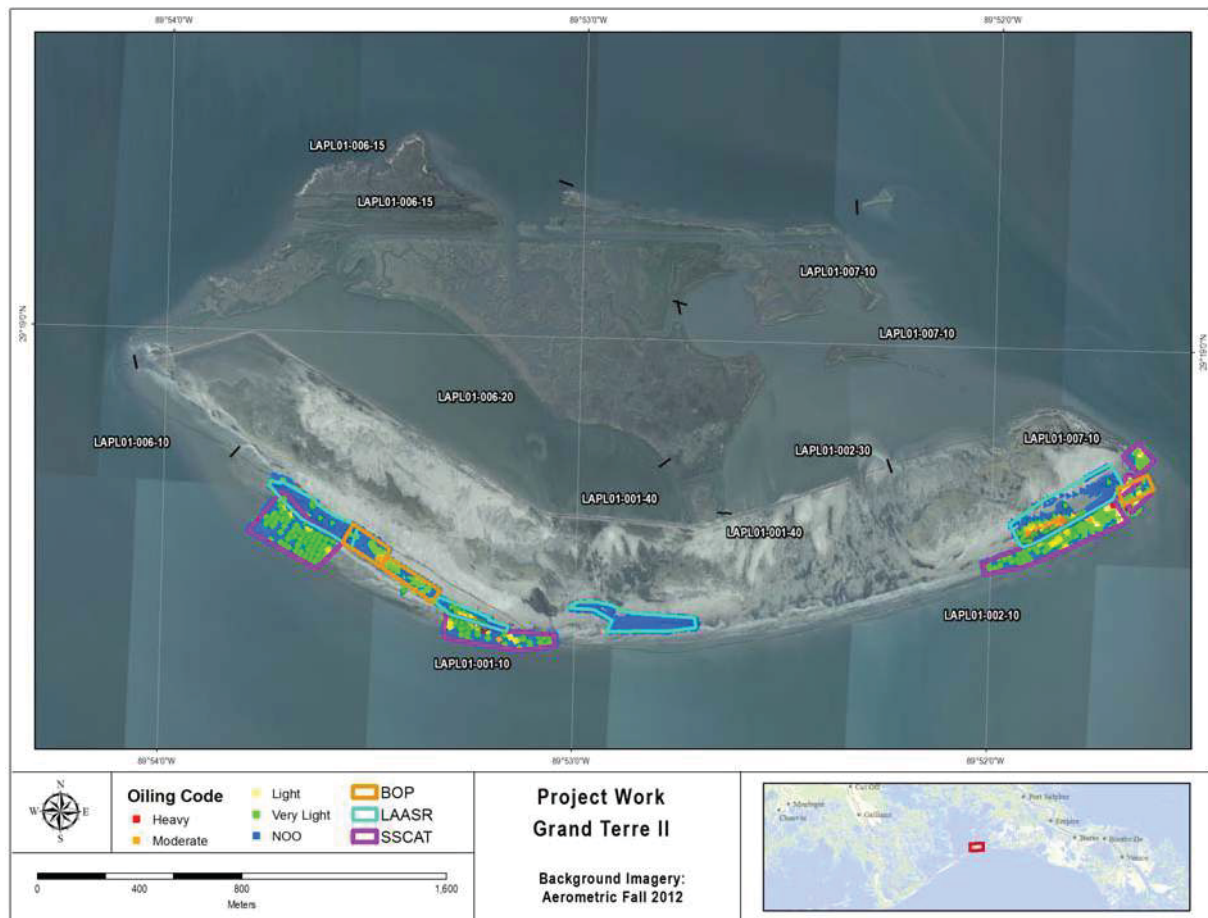 89°54'0"W
89°53'0"W
89°52'0"W
LAPL01-006-15
LAPL01-006-15
LAPL01-007-10
29°19'0"N
LAPL01-007-10
29°19'0"N
LAPL01-006-20
LAPL01-006-10
LAPL01-002-30
LAPL01-007-10
LAPL01-001-40
LAPL01-001-40
LAPL01-002-10
LAPL01-001-10
89°54'0"W
89°53'0"W
89°52'0"W
N
W
E
S
Oiling Code
Heavy
Moderate
Light
Very Light
NOO
BOP
LAASR
SSCAT
0
400
800
1,600
Meters
Project Work
Grand Terre II
Background Imagery:
Aerometric Fall 2012
Cut Off
Galliano
Chauvin
Port Sulphur
Empire
Buras
Venice